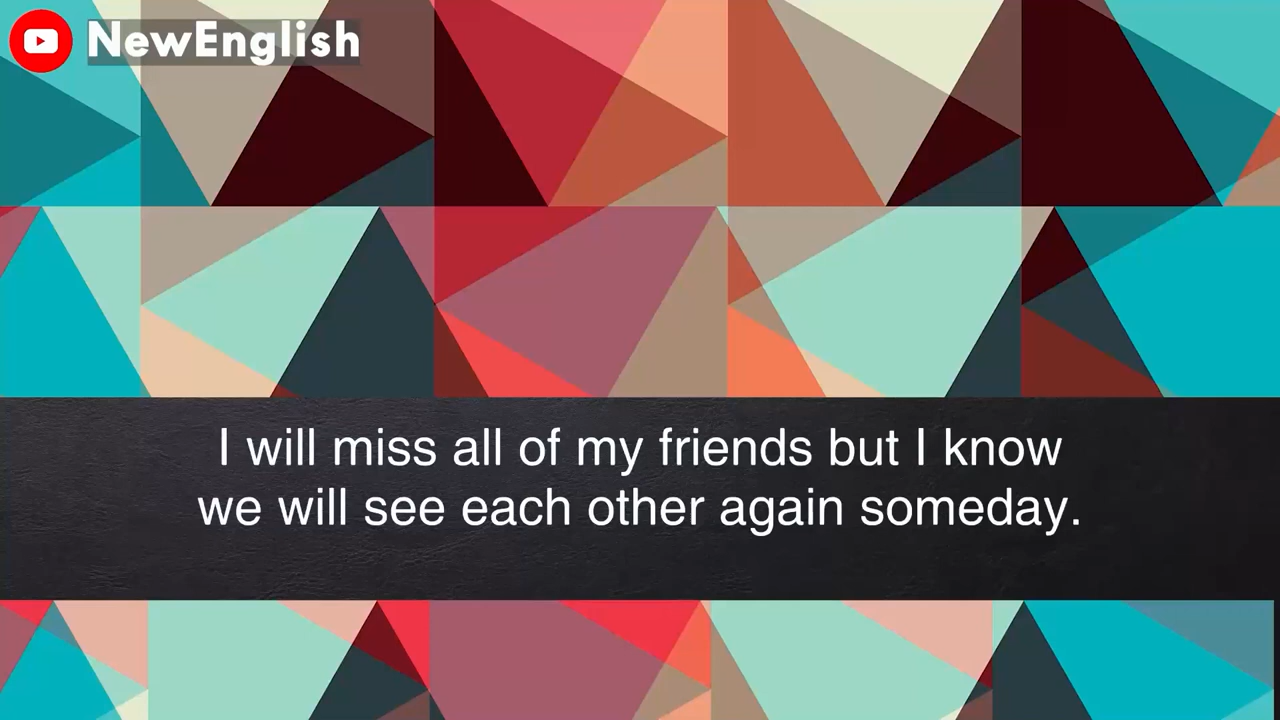 NewEnglish
I will miss all of my friends but I know
we will see each other again someday.